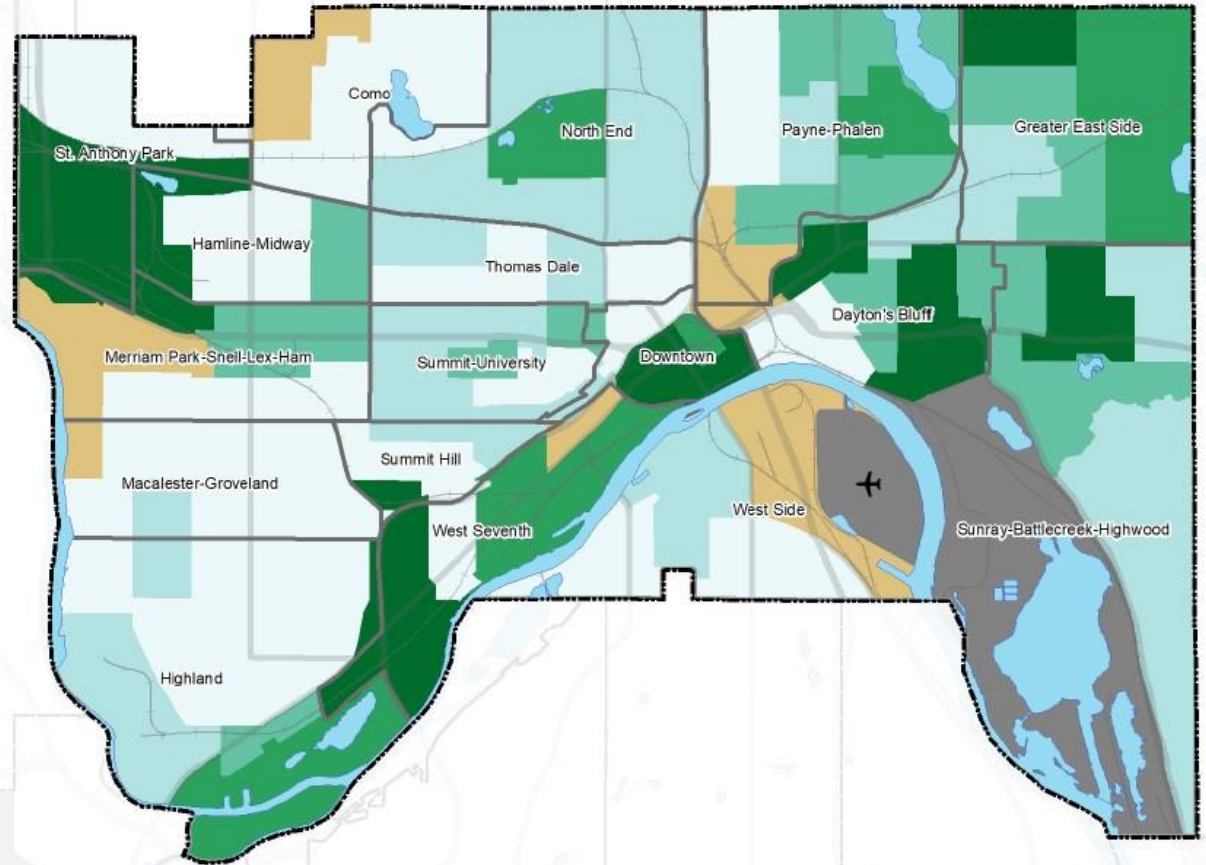 Como
North End
Payne-Phalen
Greater East Side
St. Anthony Park
Hamline-Midway
Thomas Dale
Dayton's Bluff
Merriam Park-Snell-Lex-Ham
Summit-University
Downtown
Summit Hill
Macalester-Groveland
West Seventh
West Side
Sunray-Battlecreek-Highwood
Highland